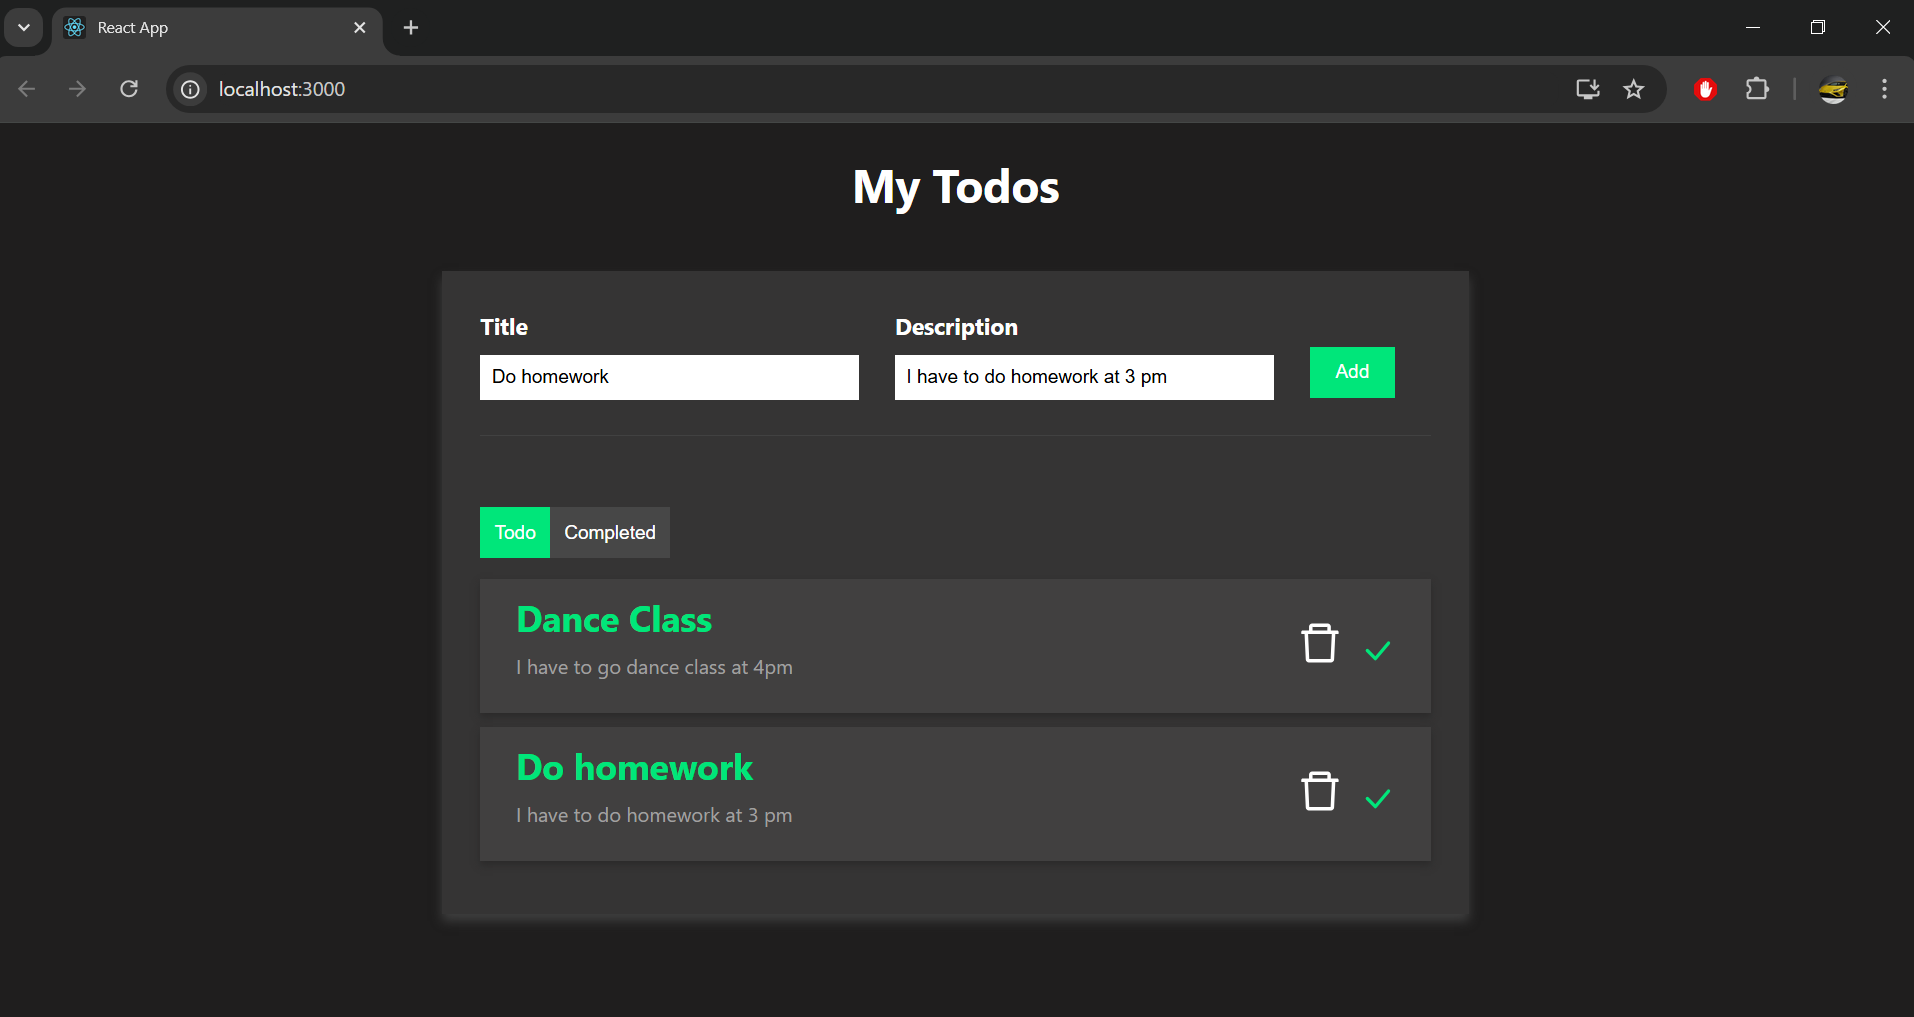 React App
localhost:3000
My Todos
Title
Description
Do homework
I have to do homework at 3 pm
Add
Todo
Completed
Dance Class
I have to go dance class at 4pm
Do homework
I have to do homework at 3 pm